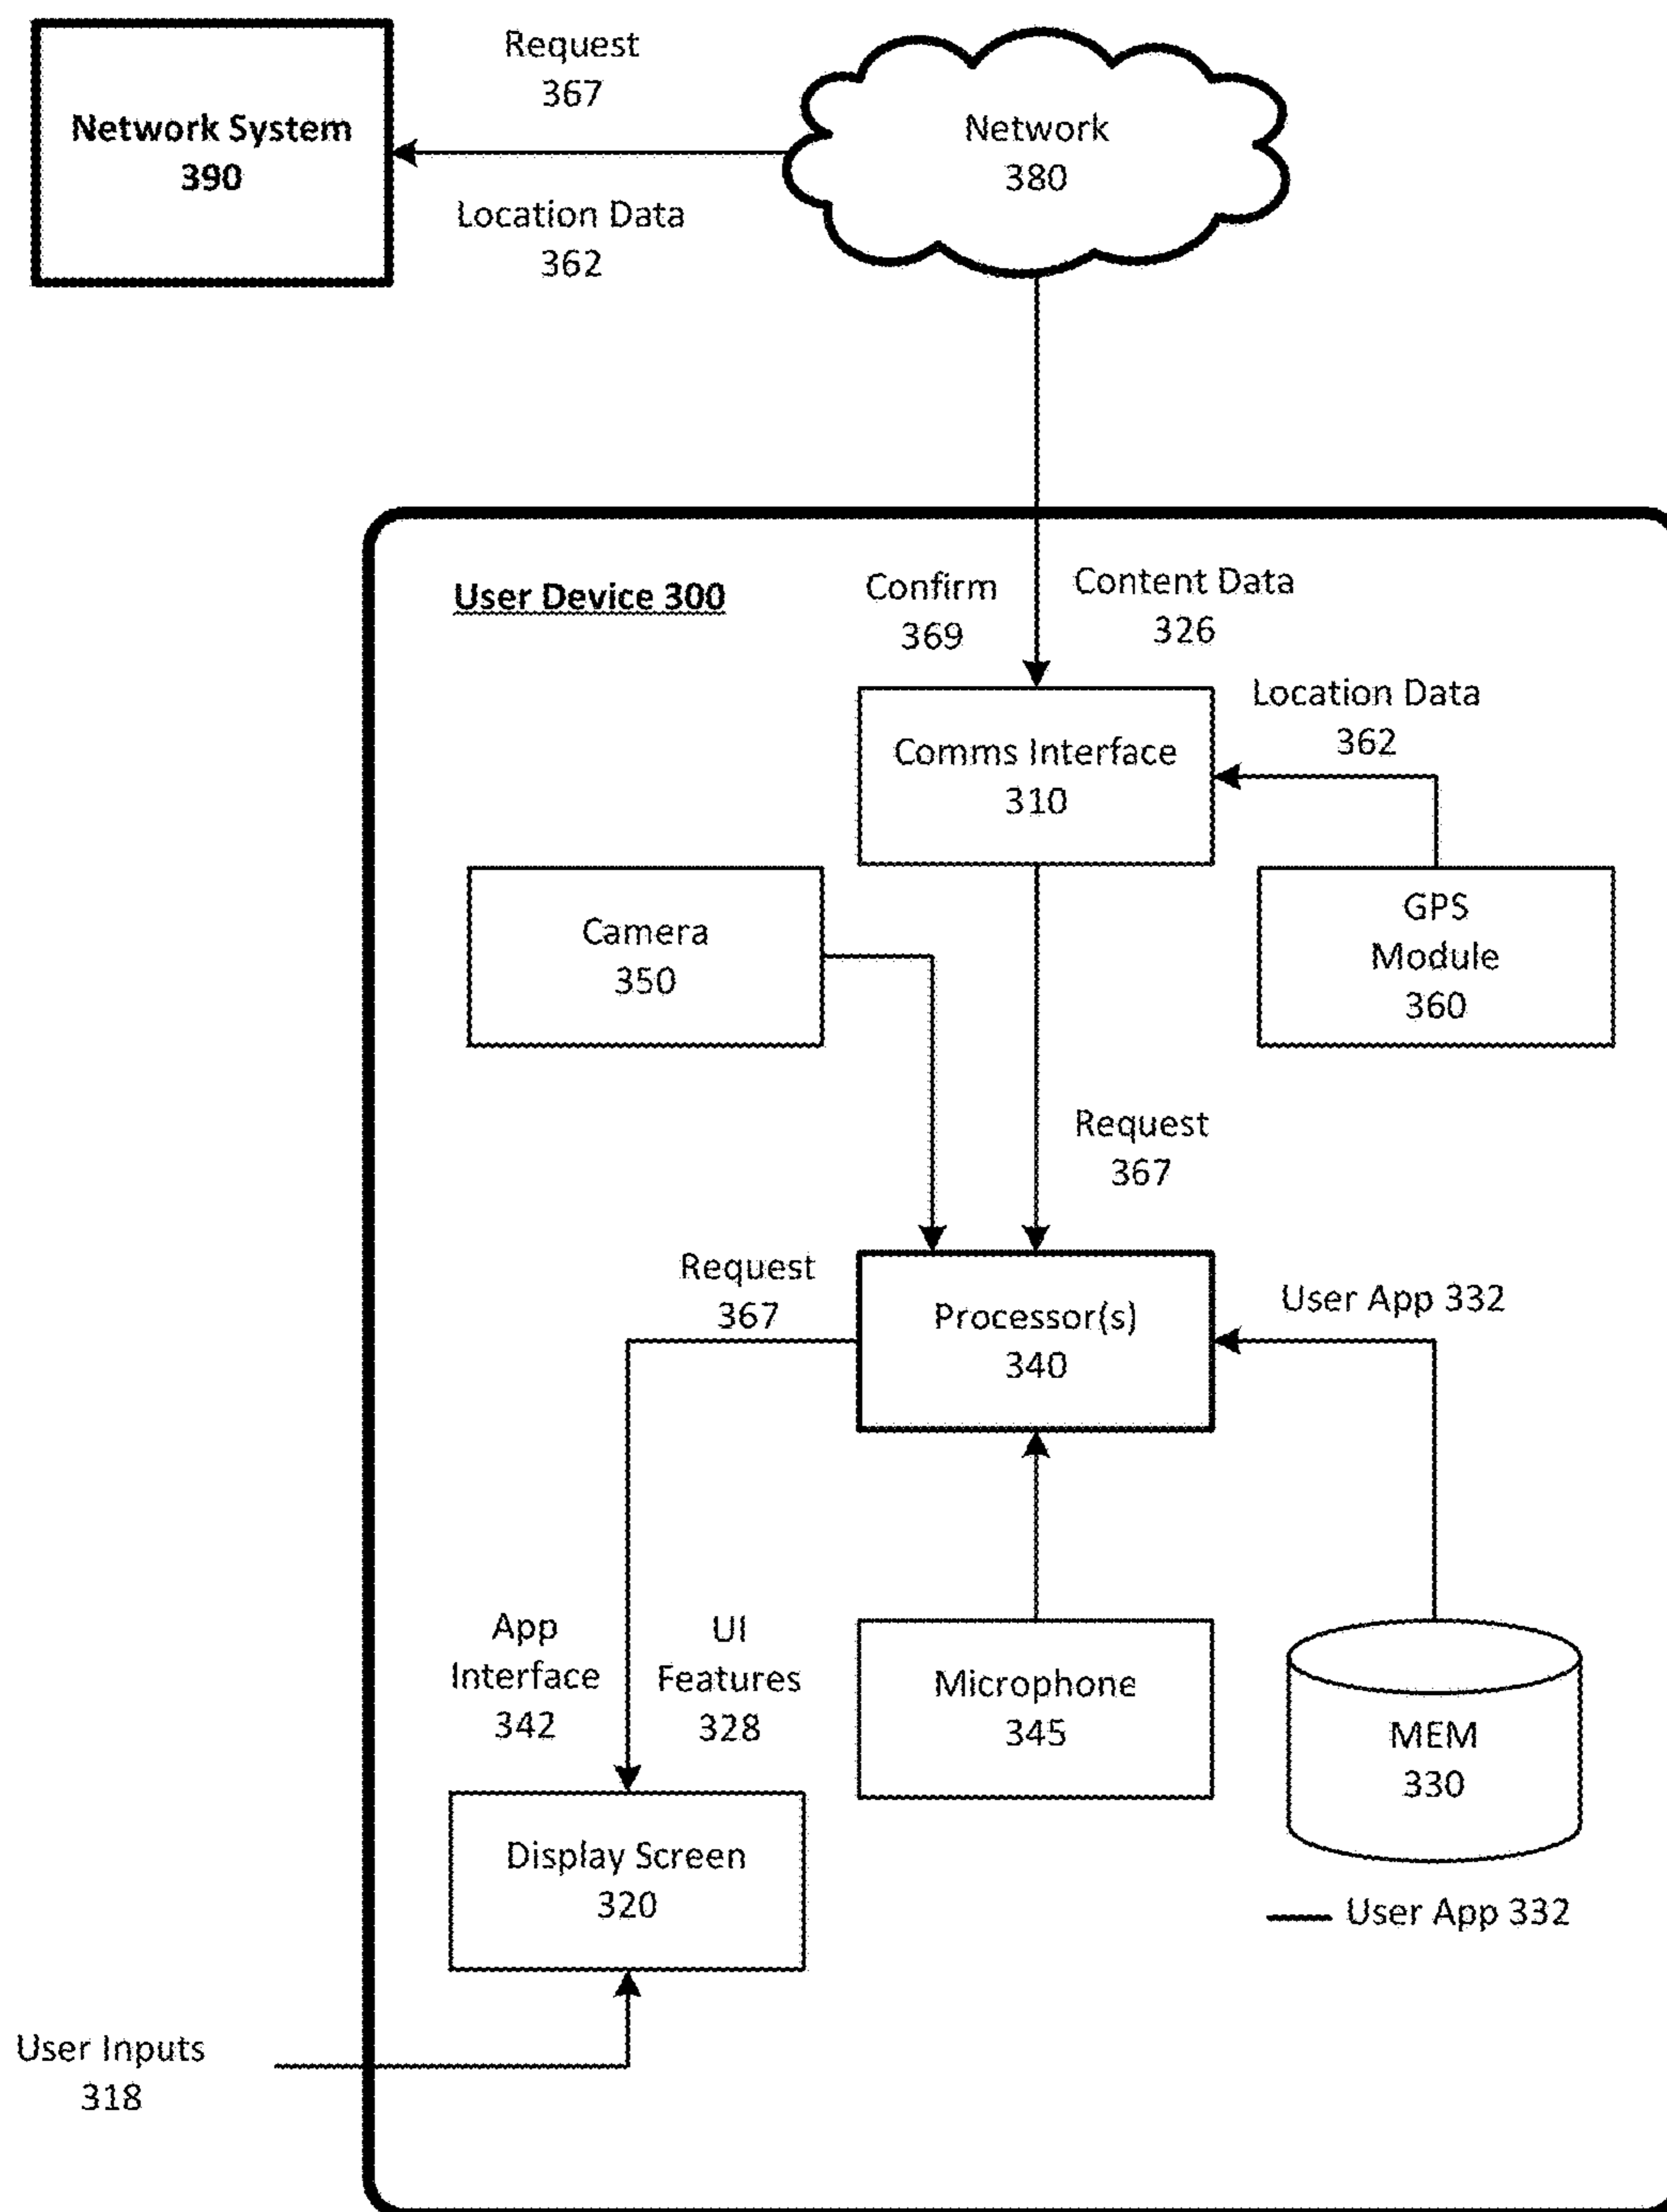 Request
367
Network System
390
Network
380
Location Data
362
User Device 300
Confirm
369
Content Data
326
Location Data
362
Comms Interface
310
Camera
350
GPS
Module
360
Request
367
Request
367
Processor(s)
340
User App 332
App
Interface
342
UI
Features
328
Microphone
345
MEM
330
Display Screen
320
User App 332
User Inputs
318